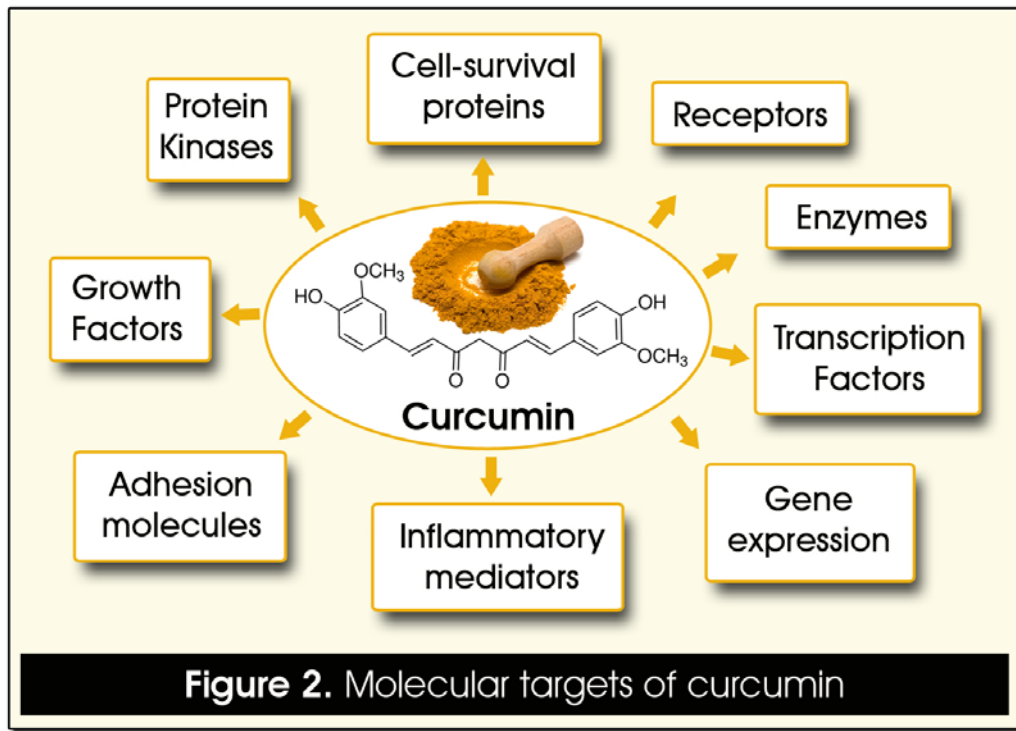 Cell-survival
proteins
Protein
Kinases
Receptors
Enzymes
Growth
Factors
OCH3
HO
O
O
OH
OCH3
Transcription
Factors
Curcumin
Adhesion
molecules
Inflammatory
mediators
Gene
expression
Figure 2. Molecular targets of curcumin